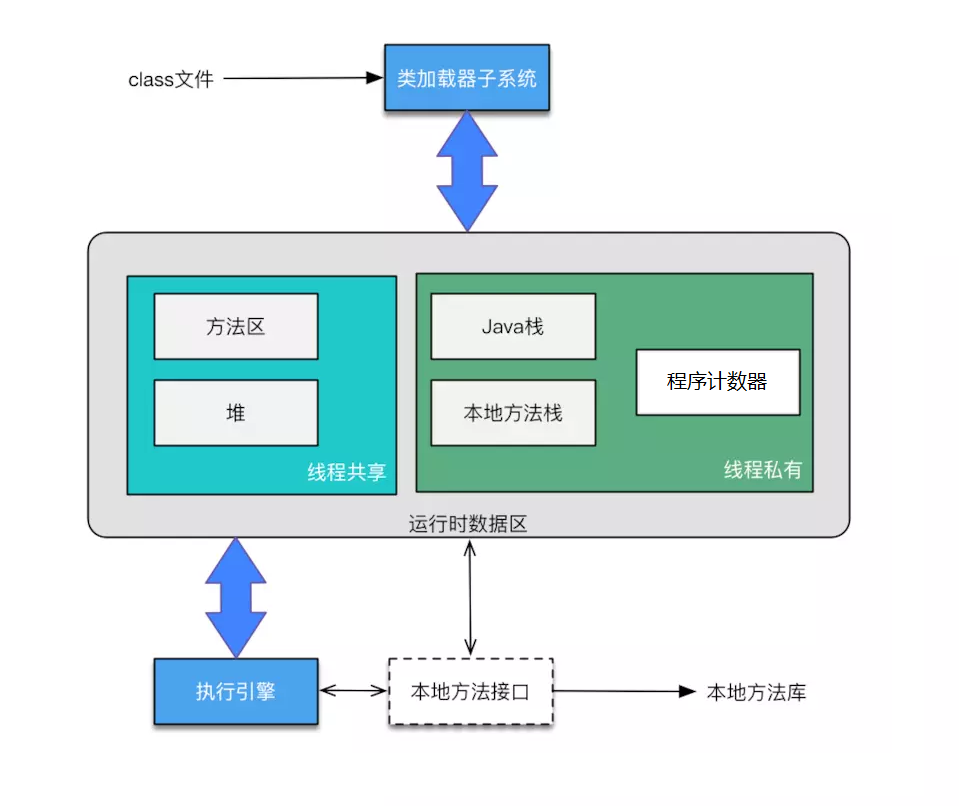 class文件
类加载器子系统
方法区
堆
线程共享
Java栈
本地方法栈
程序计数器
线程私有
运行时数据区
执行引擎
本地方法接口
本地方法库